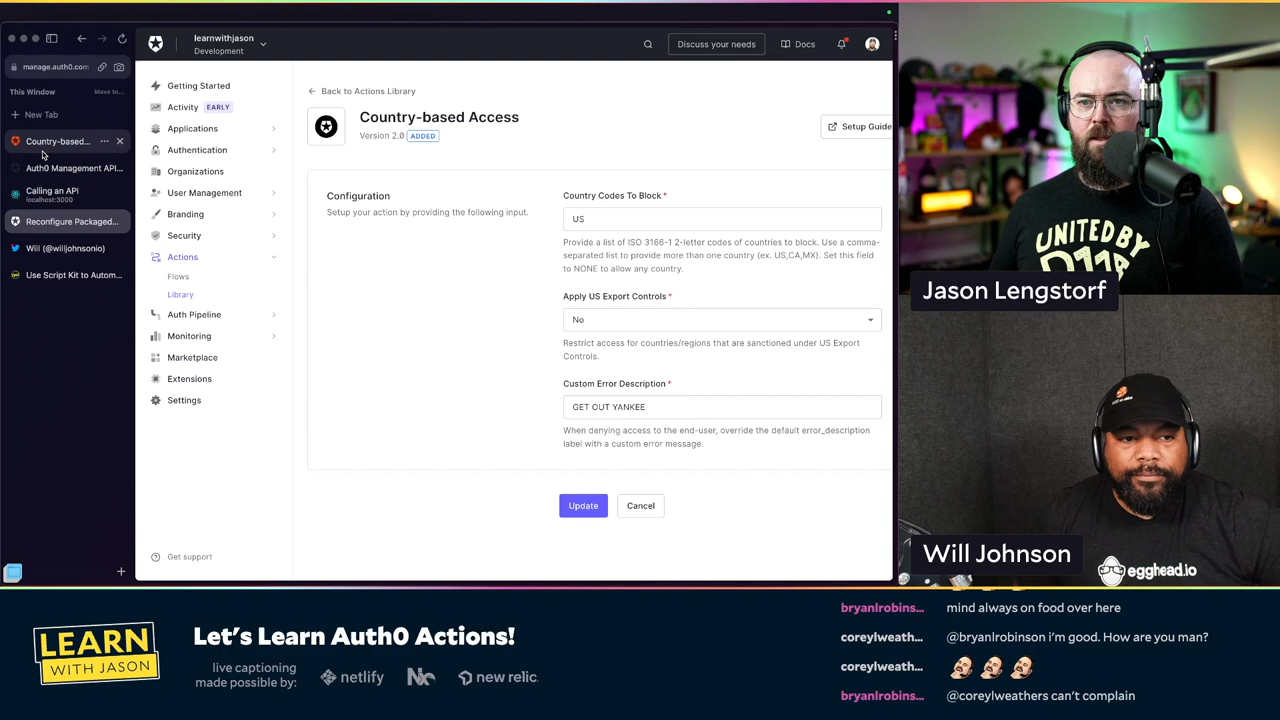 learnwithjason
Development
Discuss your needs
Docs
manage.auth0.com
This Window
Move to...
New Tab
Country-based...
Auth0 Management API...
Calling an API
localhost:3000
Reconfigure Packaged...
Will (@willjohnsonio)
Use Script Kit to Autom...
Getting Started
Activity EARLY
Applications
Authentication
Organizations
User Management
Branding
Security
Actions
Flows
Library
Auth Pipeline
Monitoring
Marketplace
Extensions
Settings
Get support
Back to Actions Library
Country-based Access
Version 2.0 ADDED
Setup Guide
Configuration
Setup your action by providing the following input.
Country Codes To Block *
US
Provide a list of ISO 3166-1 2-letter codes of countries to block. Use a comma-
separated list to provide more than one country (ex. US,CA,MX). Set this field
to NONE to allow any country.
Apply US Export Controls *
No
Restrict access for countries/regions that are sanctioned under US Export
Controls.
Custom Error Description *
GET OUT YANKEE
When denying access to the end-user, override the default error_description
label with a custom error message.
Update
Cancel
UNITED BY
Jason Lengstorf
Will Johnson
egghead.io
LEARN
WITH JASON
Let's Learn Auth0 Actions!
live captioning
made possible by:
netlify
Nx
new relic.
bryanlrobins... mind always on food over here
coreylweath... @bryanlrobinson i'm good. How are you man?
coreylweath...
bryanlrobins... @coreylweathers can't complain